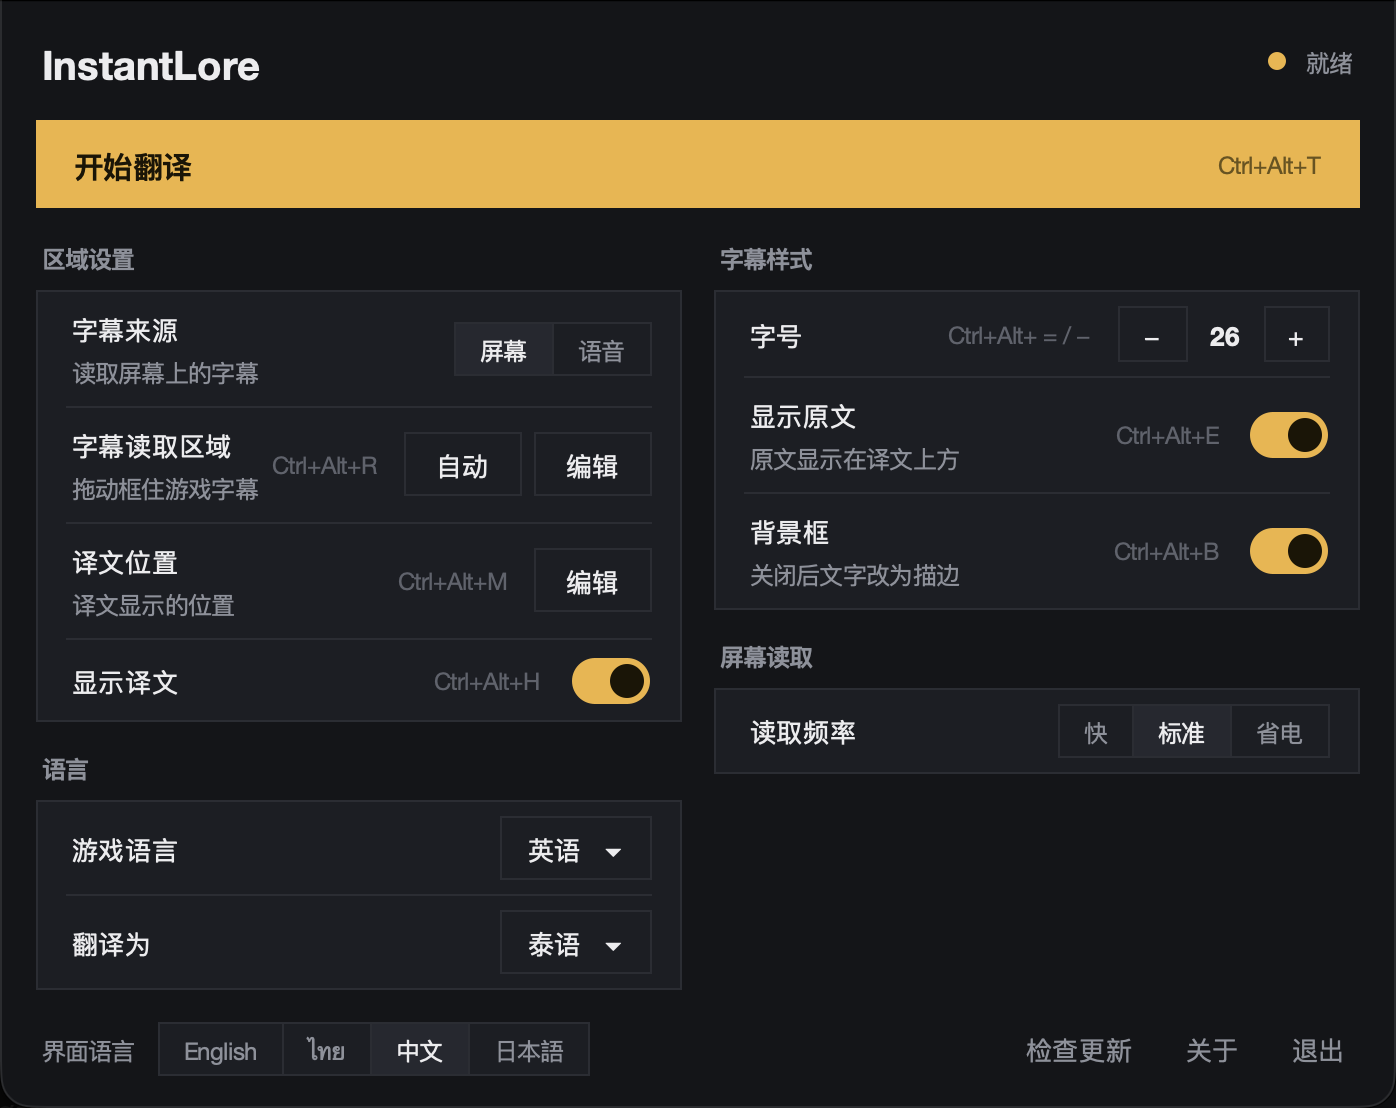 InstantLore
就绪
开始翻译 Ctrl+Alt+T
区域设置
字幕来源
读取屏幕上的字幕
屏幕 语音
字幕读取区域
拖动框住游戏字幕
Ctrl+Alt+R 自动 编辑
译文位置
译文显示的位置
Ctrl+Alt+M 编辑
显示译文 Ctrl+Alt+H
语言
游戏语言 英语
翻译为 泰语
字幕样式
字号 Ctrl+Alt+ = / − − 26 +
显示原文
原文显示在译文上方
Ctrl+Alt+E
背景框
关闭后文字改为描边
Ctrl+Alt+B
屏幕读取
读取频率 快 标准 省电
界面语言 English ไทย 中文 日本語
检查更新 关于 退出